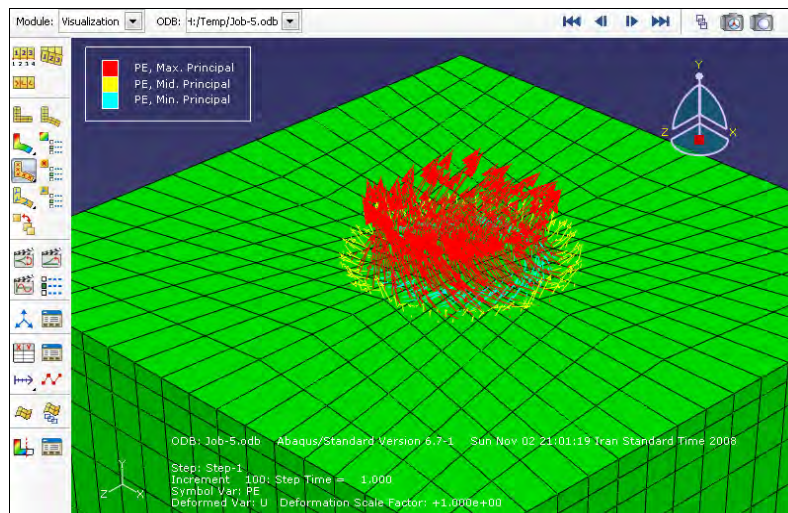 Module: Visualization ODB: H:/Temp/Job-5.odb
PE, Max. Principal
PE, Mid. Principal
PE, Min. Principal
Y
Z X
ODB: Job-5.odb Abaqus/Standard Version 6.7-1 Sun Nov 02 21:01:19 Iran Standard Time 2008
Y
Z X
Step: Step-1
Increment 100: Step Time = 1.000
Symbol Var: PE
Deformed Var: U Deformation Scale Factor: +1.000e+00